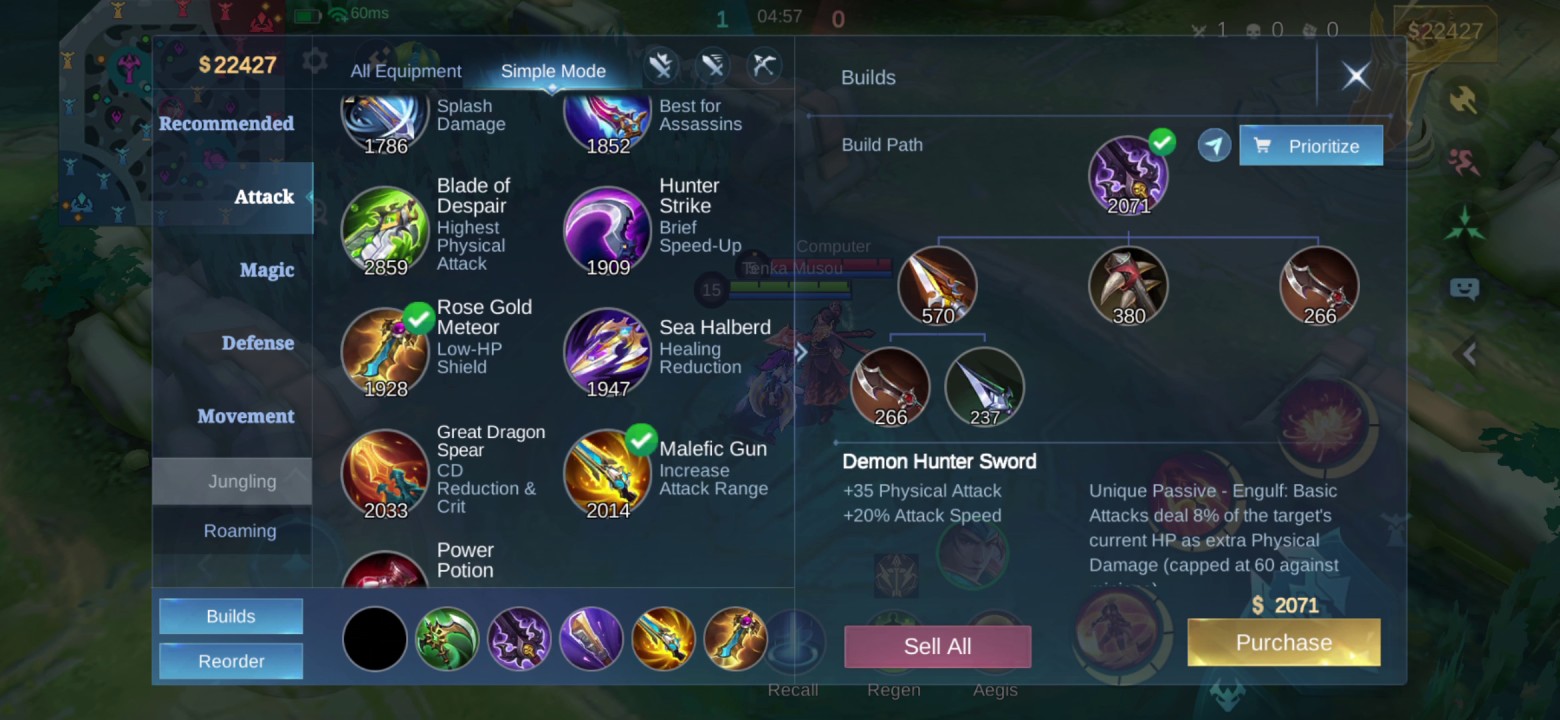 60ms
1 04:57 0
1 0 0
$22427
$22427
All Equipment
Simple Mode
Recommended
Attack
Magic
Defense
Movement
Jungling
Roaming
Splash
Damage
1786
Best for
Assassins
1852
Blade of
Despair
Highest
Physical
Attack
2859
Hunter
Strike
Brief
Speed-Up
1909
Rose Gold
Meteor
Low-HP
Shield
1928
Sea Halberd
Healing
Reduction
1947
Great Dragon
Spear
CD
Reduction &
Crit
2033
Malefic Gun
Increase
Attack Range
2014
Power
Potion
Builds
Reorder
Computer
Tenka Musou
15
Builds
Build Path
Prioritize
2071
570
380
266
266
237
Demon Hunter Sword
+35 Physical Attack
+20% Attack Speed
Unique Passive - Engulf: Basic
Attacks deal 8% of the target's
current HP as extra Physical
Damage (capped at 60 against
$ 2071
Sell All
Purchase
Recall
Regen
Aegis